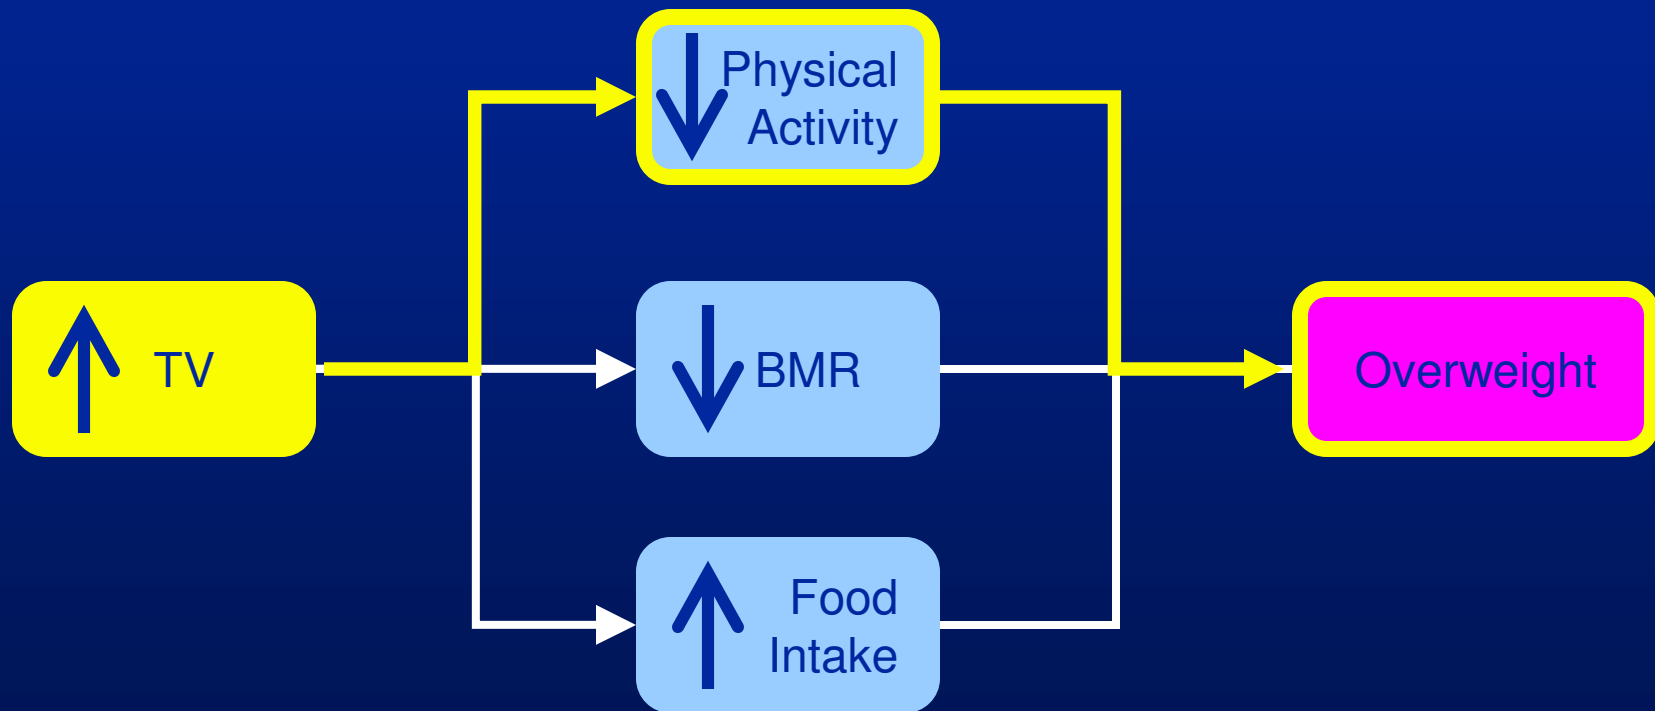 Physical
Activity
TV
BMR
Overweight
Food
Intake